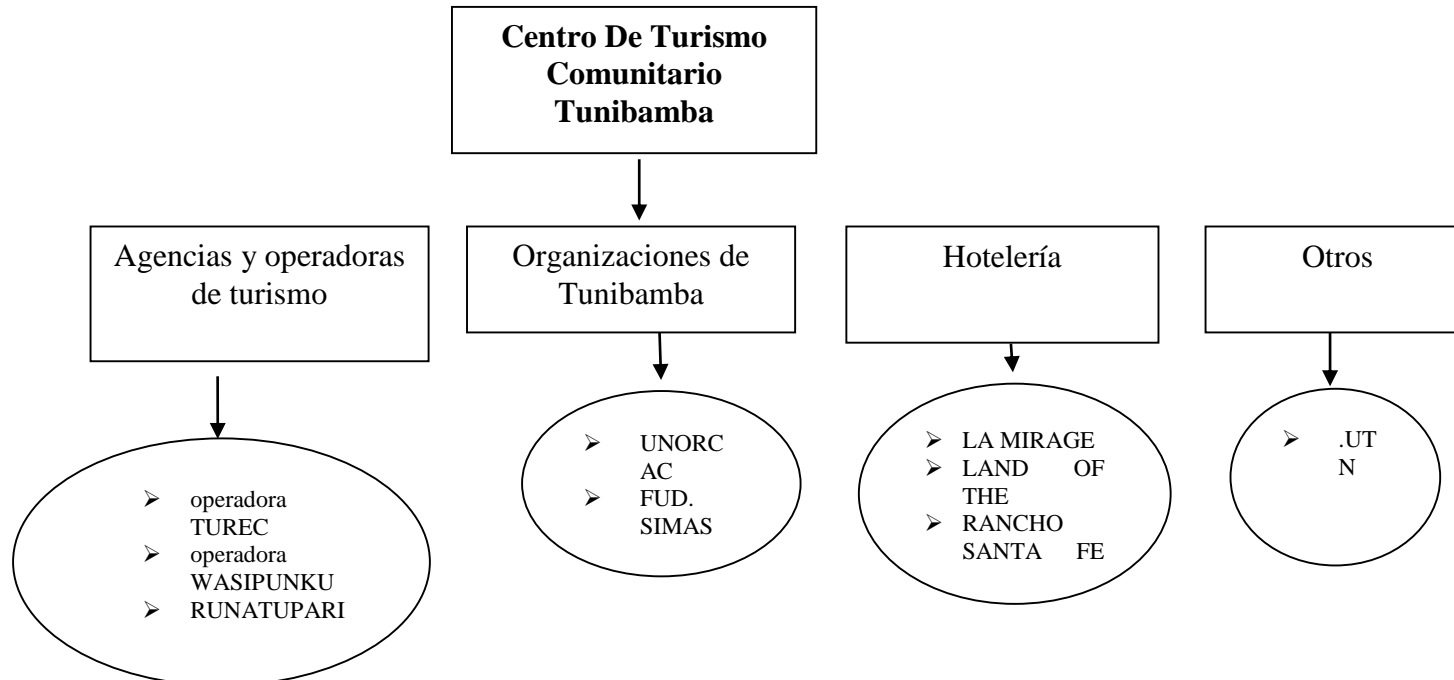 Centro De Turismo
Comunitario
Tunibamba
Agencias y operadoras
de turismo
Organizaciones de
Tunibamba
Hotelería
Otros
➢ operadora
TUREC
➢ operadora
WASIPUNKU
➢ RUNATUPARI
➢ UNORC
AC
➢ FUD.
SIMAS
➢ LA MIRAGE
➢ LAND OF
THE
➢ RANCHO
SANTA FE
➢ .UT
N